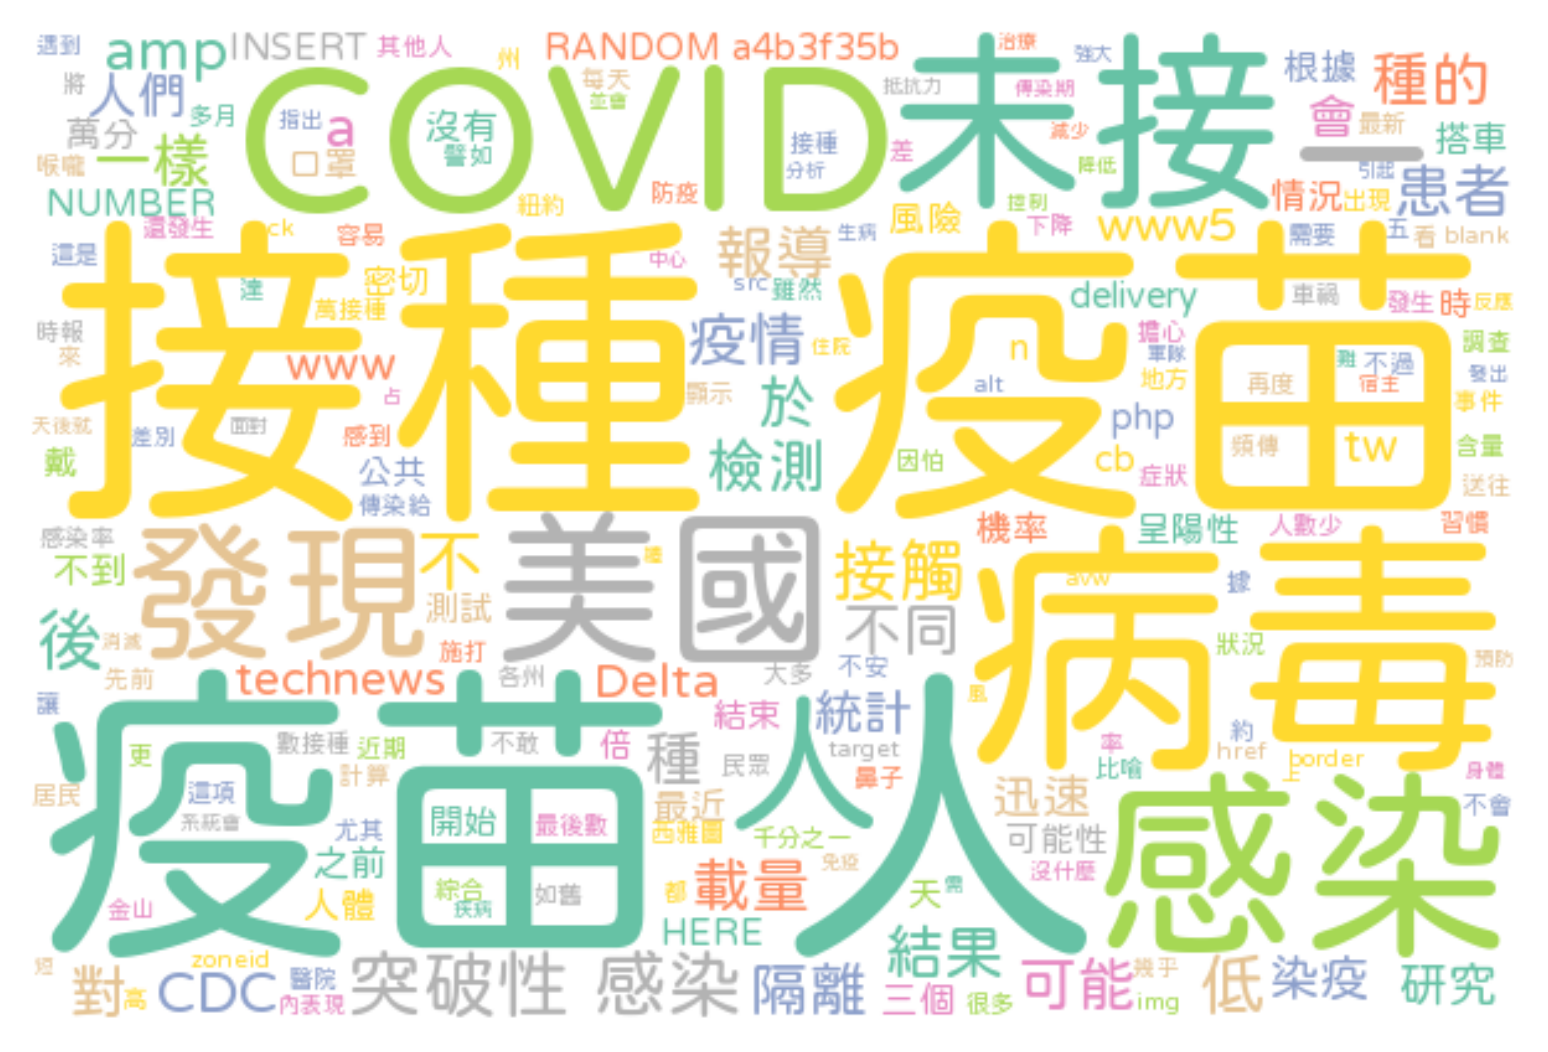 遇到 amp INSERT 其他人 州 RANDOM a4b3f35b 治療 強大 根據 種的
將 人們 多月 COVID 每天 並會 抵抗力 未接 傳染期 會 最新
萬分 指出 a 沒有 譬如 接種 分析 差 減少 降低 一 搭車
喉嚨 一樣 口罩 防疫 控制 引起 患者
NUMBER 還發生 ck 容易 紐約 風險 下降 www5 情況 出現 五 看 blank
這是 接種 疫苗 密切 中心 報導 生病 src 雖然 delivery 需要 車禍 發生 時 反應
達 萬接種 時報 來 www 疫情 住院 n 擔心 軍隊 地方 難 不過 調查 發出
占 顯示 於 alt php 再度 宿主 事件
天後就 差別 面對 感到 檢測 因怕 cb 症狀 頻傳 tw 含量
戴 公共 傳染給 送往
感染率 不到 發現 不 測試 美國 纏 接觸 不同 機率 呈陽性 人數少 習慣
後 消滅 病毒 avw 據 狀況 預防
先前 technews 施打 各州 Delta 大多 不安 風
讓 疫苗 更 數接種 近期 不敢 倍 種 結束 統計 人 人 率 約 href
居民 這項 計算 民眾 target 鼻子 比喻 border 上 身體
系統會 尤其 開始 最後數 最近 西雅圖 千分之一 迅速 可能性 感染 不會
之前 綜合 疾病 如舊 都 載量 免疫 天 需 沒什麼
金山 人體 HERE 結果
短 對 高 zoneid CDC 醫院 內表現 突破性 感染 隔離 三個 很多 可能 幾乎 img 低 染疫 研究